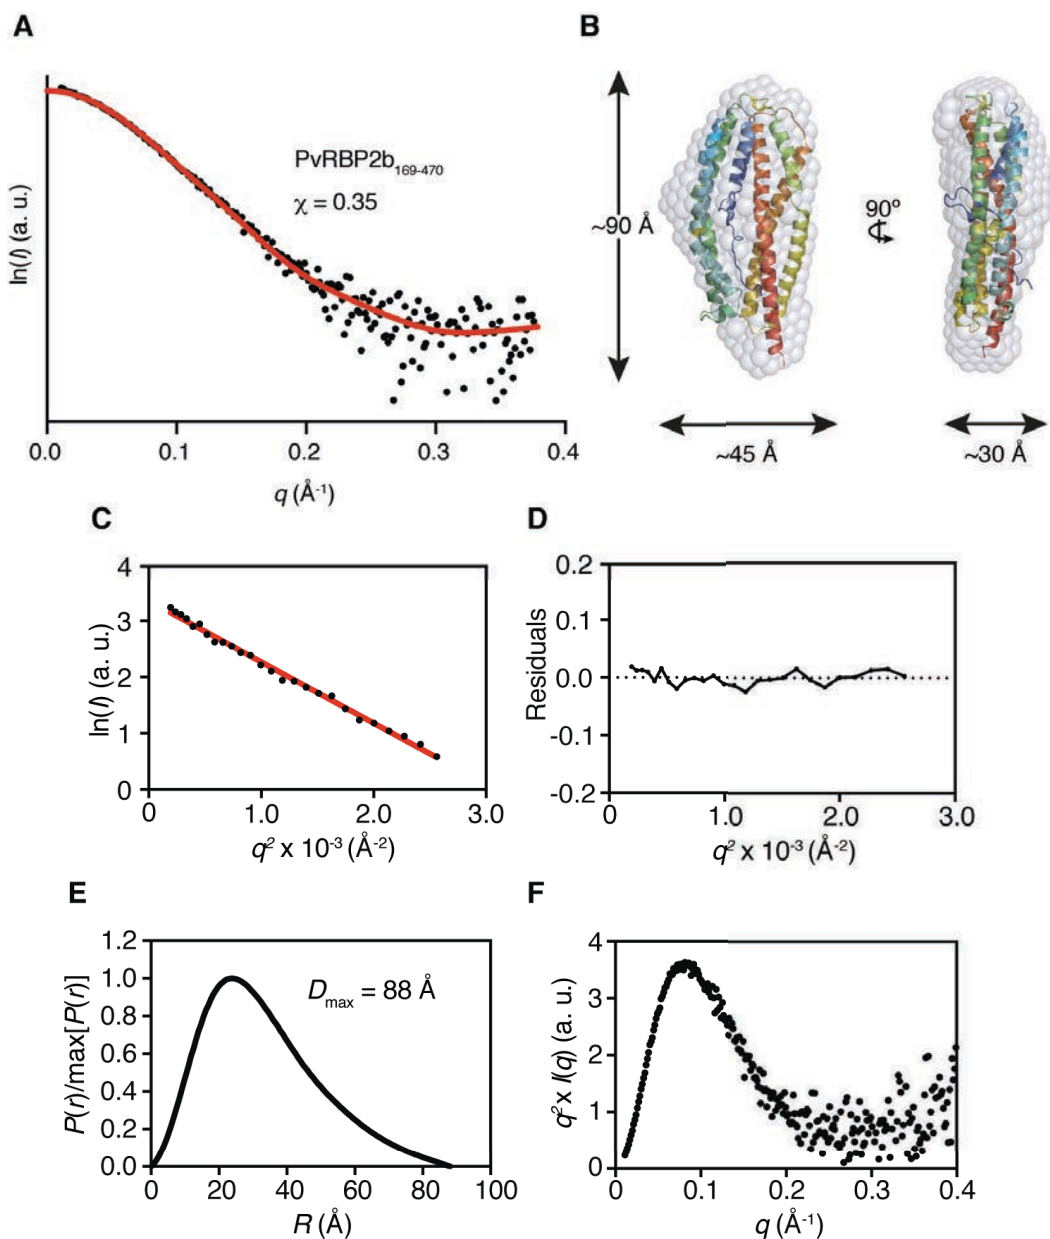 A
B
PvRBP2b169-470
χ = 0.35
ln(I) (a. u.)
0.0 0.1 0.2 0.3 0.4
q (Å-1)
~90 Å
90º
~45 Å
~30 Å
C
D
4
3
2
1
0
ln(I) (a. u.)
0 1.0 2.0 3.0
q2 x 10-3 (Å-2)
0.2
0.1
0.0
-0.1
-0.2
Residuals
0 1.0 2.0 3.0
q2 x 10-3 (Å-2)
E
F
1.2
1.0
0.8
0.6
0.4
0.2
0.0
P(r)/max[P(r)]
Dmax = 88 Å
0 20 40 60 80 100
R (Å)
4
3
2
1
0
q2 x I(q) (a. u.)
0 0.1 0.2 0.3 0.4
q (Å-1)